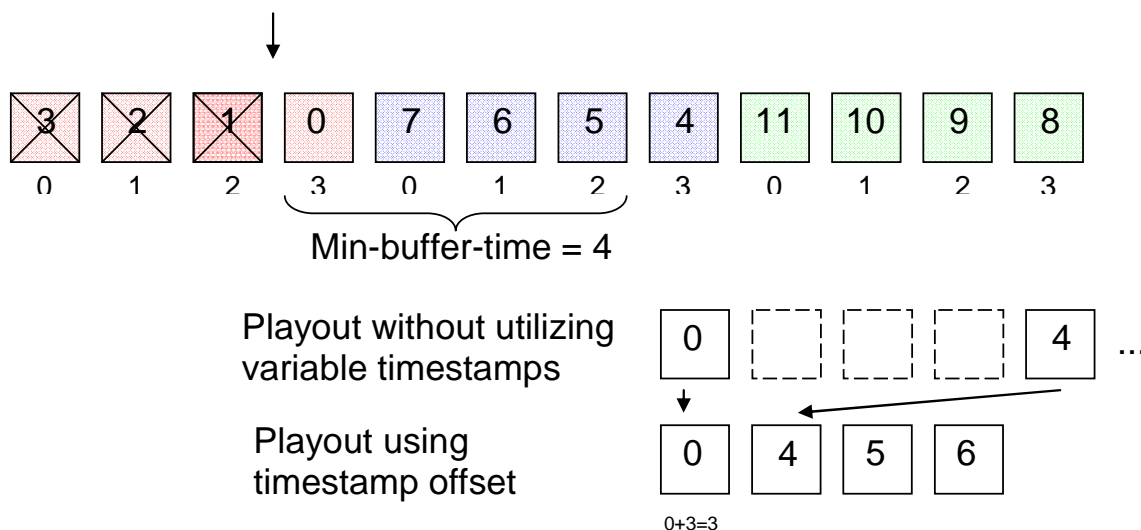 3 2 1 0 7 6 5 4 11 10 9 8
0 1 2 3 0 1 2 3 0 1 2 3
Min-buffer-time = 4
Playout without utilizing
variable timestamps
0 4 ...
Playout using
timestamp offset
0 4 5 6
0+3=3